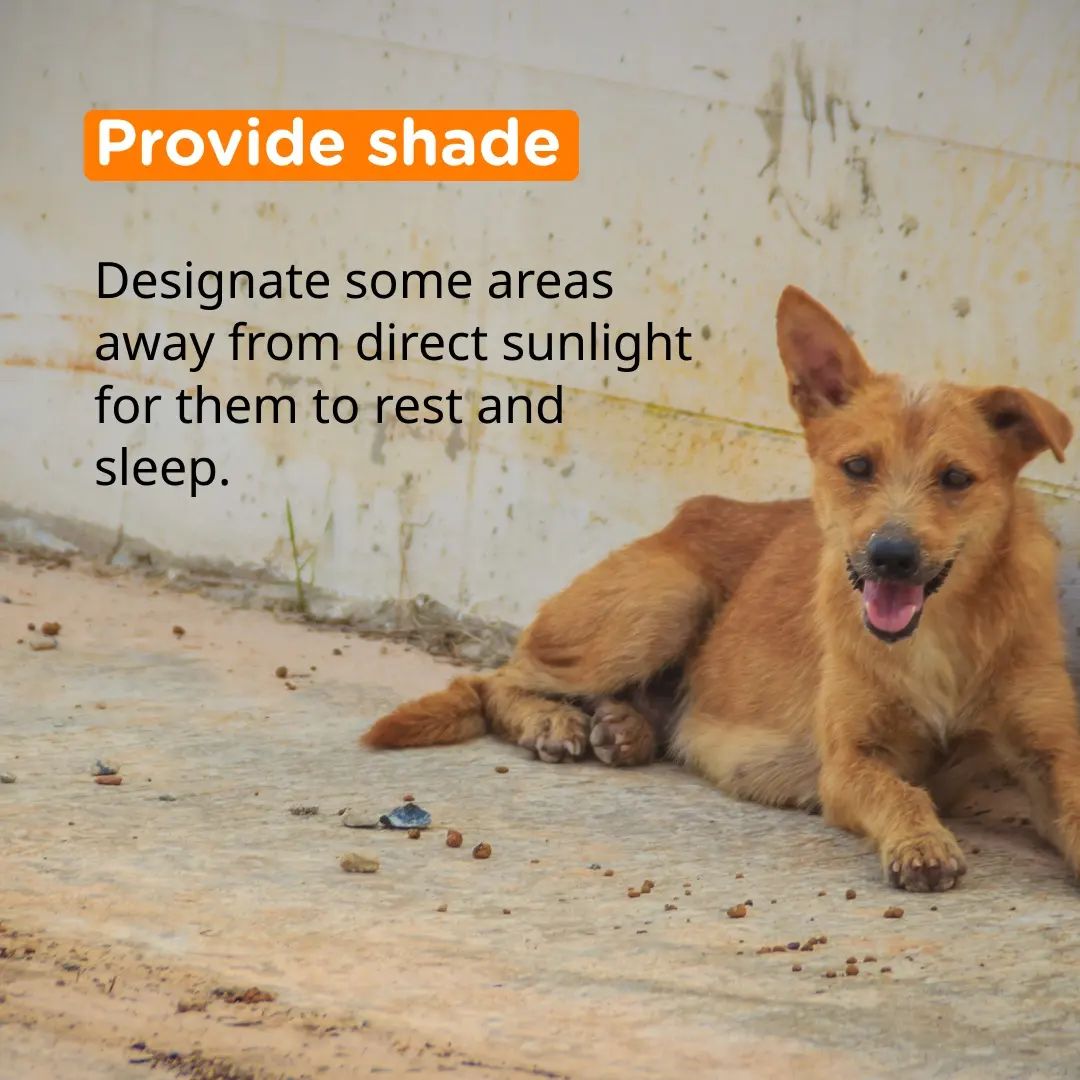 Provide shade
Designate some areas
away from direct sunlight
for them to rest and
sleep.